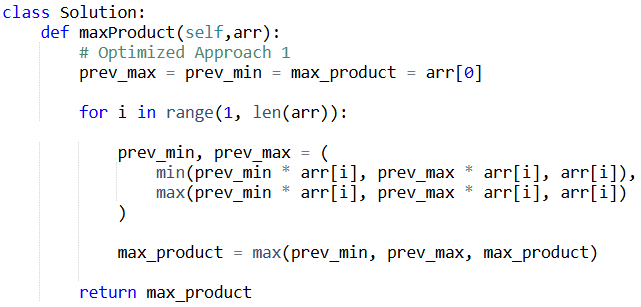 class Solution:
    def maxProduct(self,arr):
        # Optimized Approach 1
        prev_max = prev_min = max_product = arr[0]
        for i in range(1, len(arr)):
            prev_min, prev_max = (
                min(prev_min * arr[i], prev_max * arr[i], arr[i]),
                max(prev_min * arr[i], prev_max * arr[i], arr[i])
            )
            max_product = max(prev_min, prev_max, max_product)
        return max_product